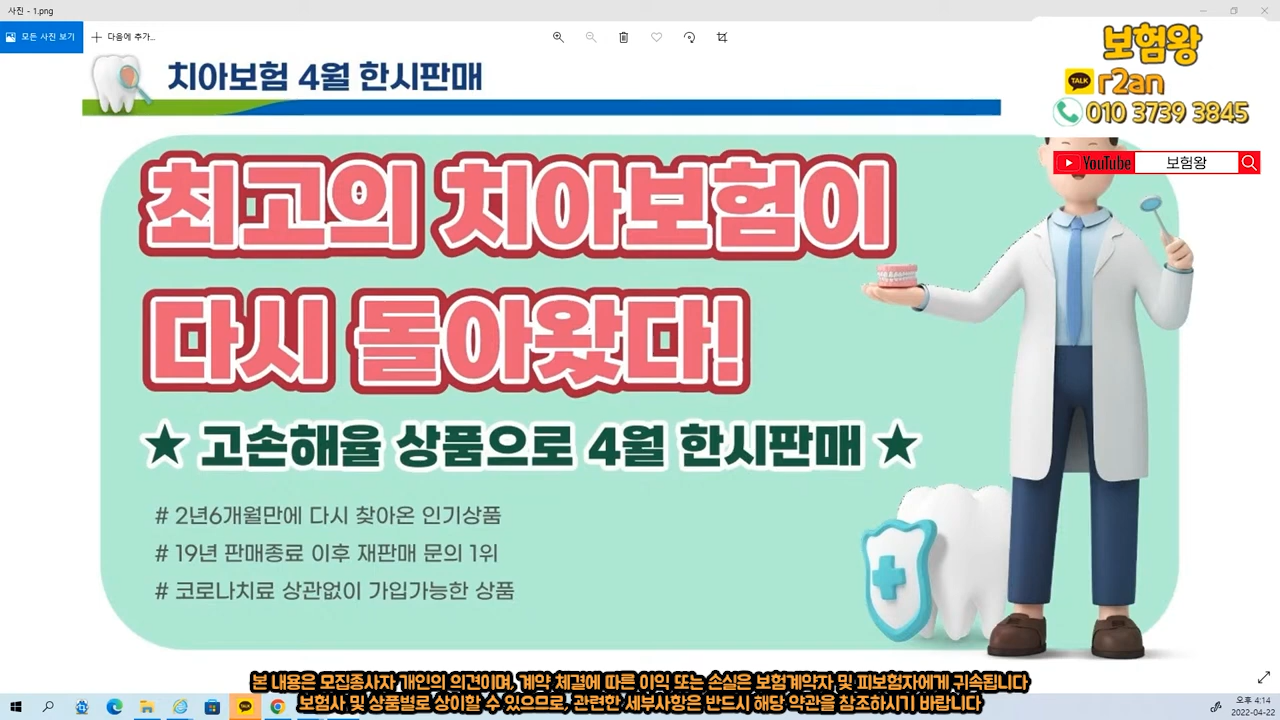 사진 - 1.png
모든 사진 보기
다음에 추가...
보험왕
TALK r2an
010 3739 3845
YouTube 보험왕
치아보험 4월 한시판매
최고의 치아보험이
다시 돌아왔다!
★ 고손해율 상품으로 4월 한시판매 ★
# 2년6개월만에 다시 찾아온 인기상품
# 19년 판매종료 이후 재판매 문의 1위
# 코로나치료 상관없이 가입가능한 상품
본 내용은 모집종사자 개인의 의견이며, 계약 체결에 따른 이익 또는 손실은 보험계약자 및 피보험자에게 귀속됩니다
보험사 및 상품별로 상이할 수 있으므로, 관련한 세부사항은 반드시 해당 약관을 참조하시기 바랍니다
오후 4:14
2022-04-22